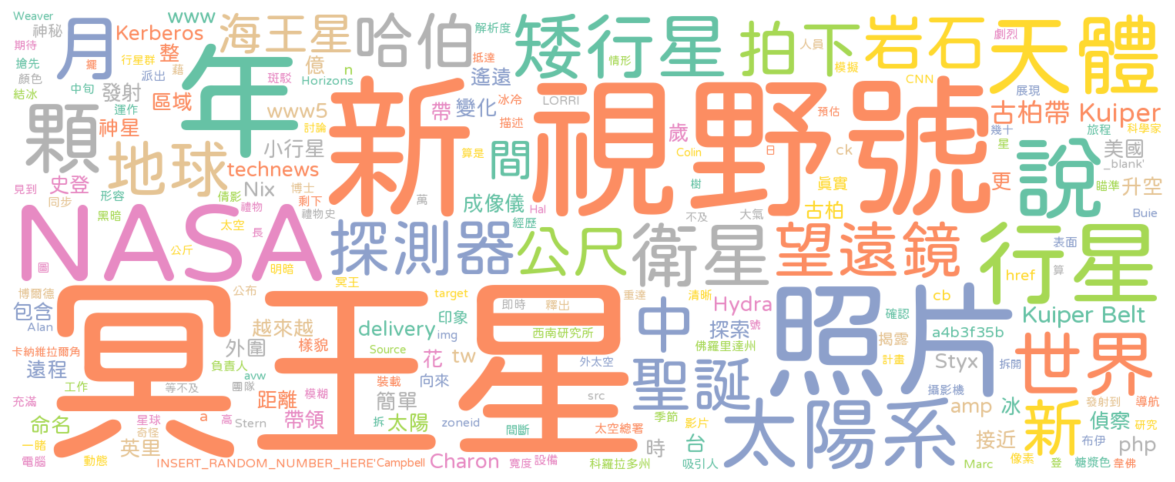 Weaver www 海王星 哈伯 解析度 矮行星 拍下 人員 岩石 劇烈 天體
神秘 月 Kerberos 抵達 情形 模擬
期待 整 年 億 n 遙遠 CNN
搶先 行星群 擺 派出 藉 斑駁 Horizons 展現
顏色 發射 www5 帶 變化 冰冷 LORRI 預估 古柏帶 Kuiper
結冰 中旬 運作 區域 討論 描述 幾十 旅程 科學家
顆 神星 小行星 新視野號 歲 日 ck 星 說 美國
地球 technews 算是 間 Colin 真實 更 _blank'
見到 史登 形容 Nix 博士 萬 成像儀 樹 古柏 瞄準 升空
同步 黑暗 倩影 禮物 剩下 禮物史 Hal 經歷 不及 大氣 Buie
NASA 太空 長 探測器 公尺 衛星 望遠鏡 行星 表面
圖 公斤 明暗 href 算
博爾德 公布 冥王 target 即時 釋出 重達 清晰 cb
包含 冥王星 印象 中 Hydra 照片 確認 Kuiper Belt
Alan 越來越 delivery img 西南研究所 探索 號 a4b3f35b
卡納維拉爾角 外圍 樣貌 Source 佛羅里達州 揭露
遠程 負責人 花 tw 外太空 計畫 Styx 拆開 世界
工作 avw 團隊 等不及 裝載 向來 src 聖誕 攝影機
充滿 距離 模糊 簡單 太陽系 amp 冰 導航
命名 星球 a 高 Stern 帶領 拆 太陽 zoneid 間斷 太空總署 季節 影片 新 發射到 偵察
一睹 奇怪 英里 時 台 接近 布伊 研究 php
電腦 動態 INSERT_RANDOM_NUMBER_HERE' Campbell Charon 寬度 設備 科羅拉多州 吸引人 Marc 像素 登 糖漿色 韋佛